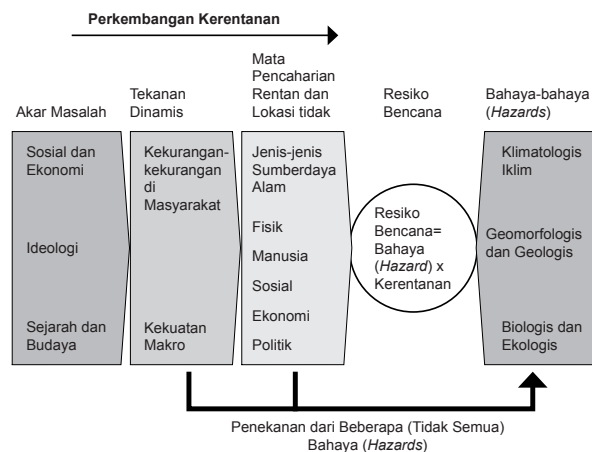 Perkembangan Kerentanan
Akar Masalah
Tekanan
Dinamis
Mata
Pencaharian
Rentan dan
Lokasi tidak
Resiko
Bencana
Bahaya-bahaya
(Hazards)
Sosial dan
Ekonomi
Ideologi
Sejarah dan
Budaya
Kekurangan-
kekurangan
di
Masyarakat
Kekuatan
Makro
Jenis-jenis
Sumberdaya
Alam
Fisik
Manusia
Sosial
Ekonomi
Politik
Resiko
Bencana=
Bahaya
(Hazard) x
Kerentanan
Klimatologis
Iklim
Geomorfologis
dan Geologis
Biologis dan
Ekologis
Penekanan dari Beberapa (Tidak Semua)
Bahaya (Hazards)